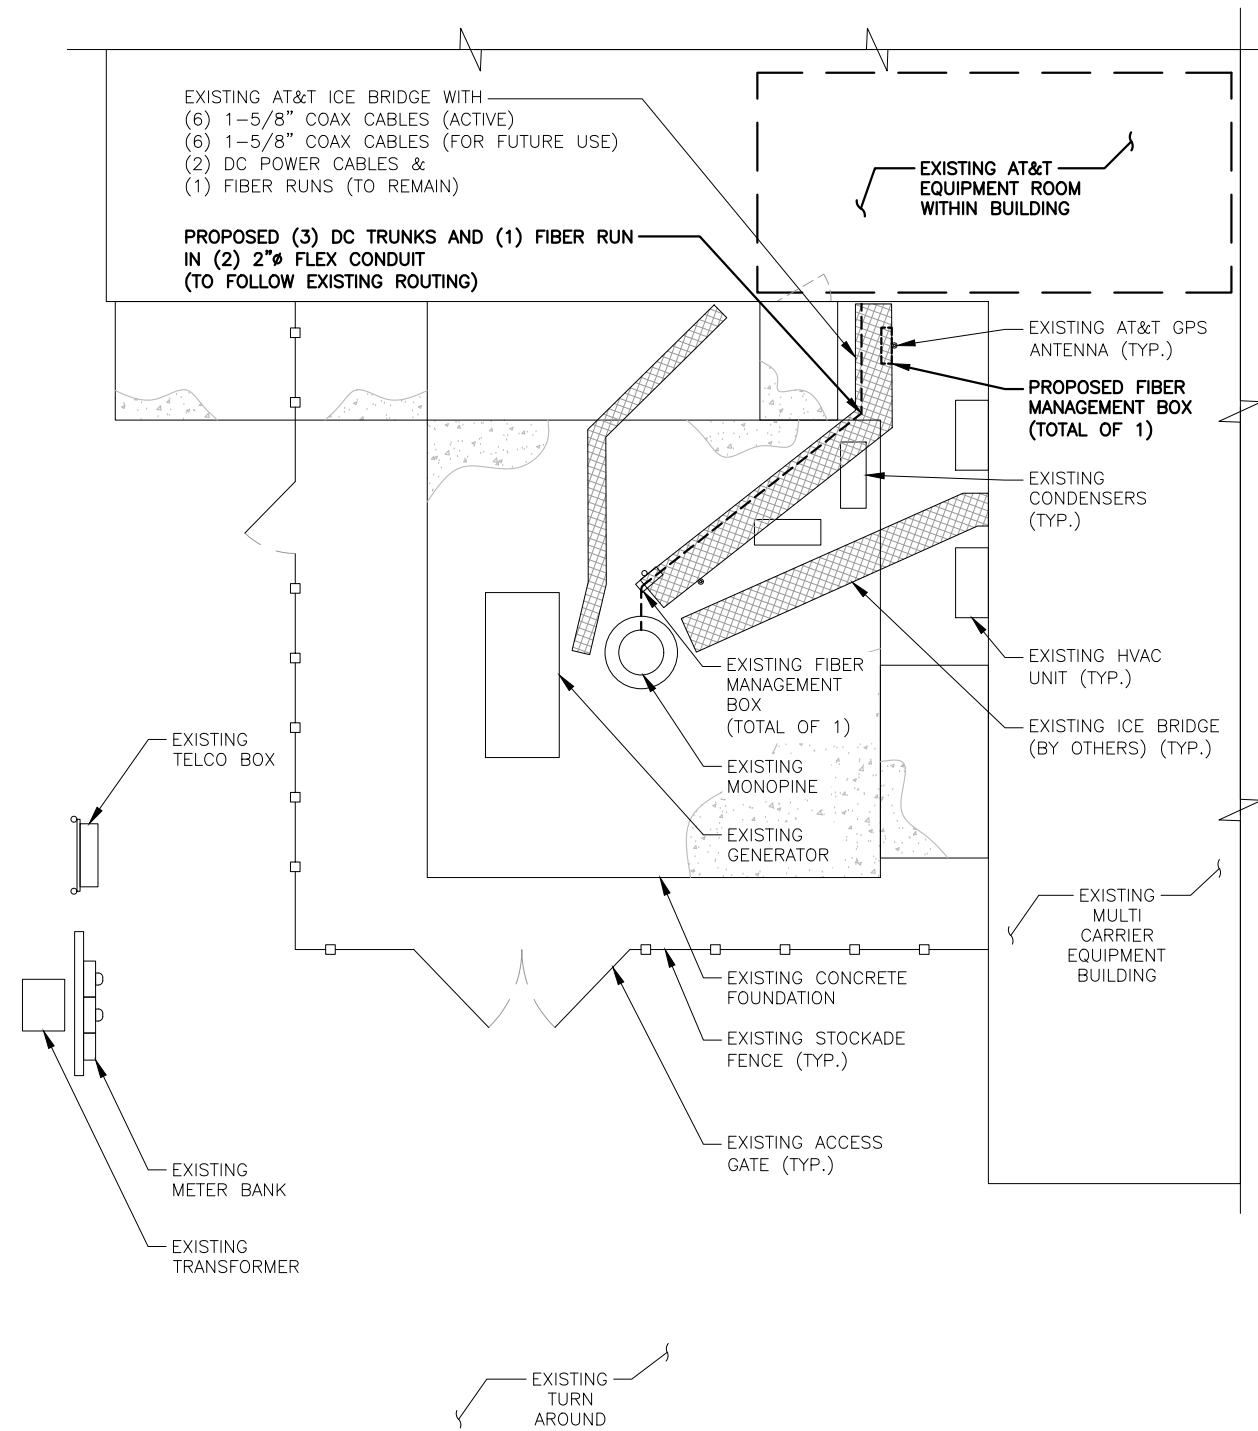 EXISTING AT&T ICE BRIDGE WITH
(6) 1-5/8" COAX CABLES (ACTIVE)
(6) 1-5/8" COAX CABLES (FOR FUTURE USE)
(2) DC POWER CABLES &
(1) FIBER RUNS (TO REMAIN)
PROPOSED (3) DC TRUNKS AND (1) FIBER RUN
IN (2) 2"ø FLEX CONDUIT
(TO FOLLOW EXISTING ROUTING)
EXISTING AT&T
EQUIPMENT ROOM
WITHIN BUILDING
EXISTING AT&T GPS
ANTENNA (TYP.)
PROPOSED FIBER
MANAGEMENT BOX
(TOTAL OF 1)
EXISTING
CONDENSERS
(TYP.)
EXISTING HVAC
UNIT (TYP.)
EXISTING ICE BRIDGE
(BY OTHERS) (TYP.)
EXISTING FIBER
MANAGEMENT
BOX
(TOTAL OF 1)
EXISTING
MONOPINE
EXISTING
GENERATOR
EXISTING
TELCO BOX
EXISTING
MULTI
CARRIER
EQUIPMENT
BUILDING
EXISTING CONCRETE
FOUNDATION
EXISTING STOCKADE
FENCE (TYP.)
EXISTING ACCESS
GATE (TYP.)
EXISTING
METER BANK
EXISTING
TRANSFORMER
EXISTING
TURN
AROUND